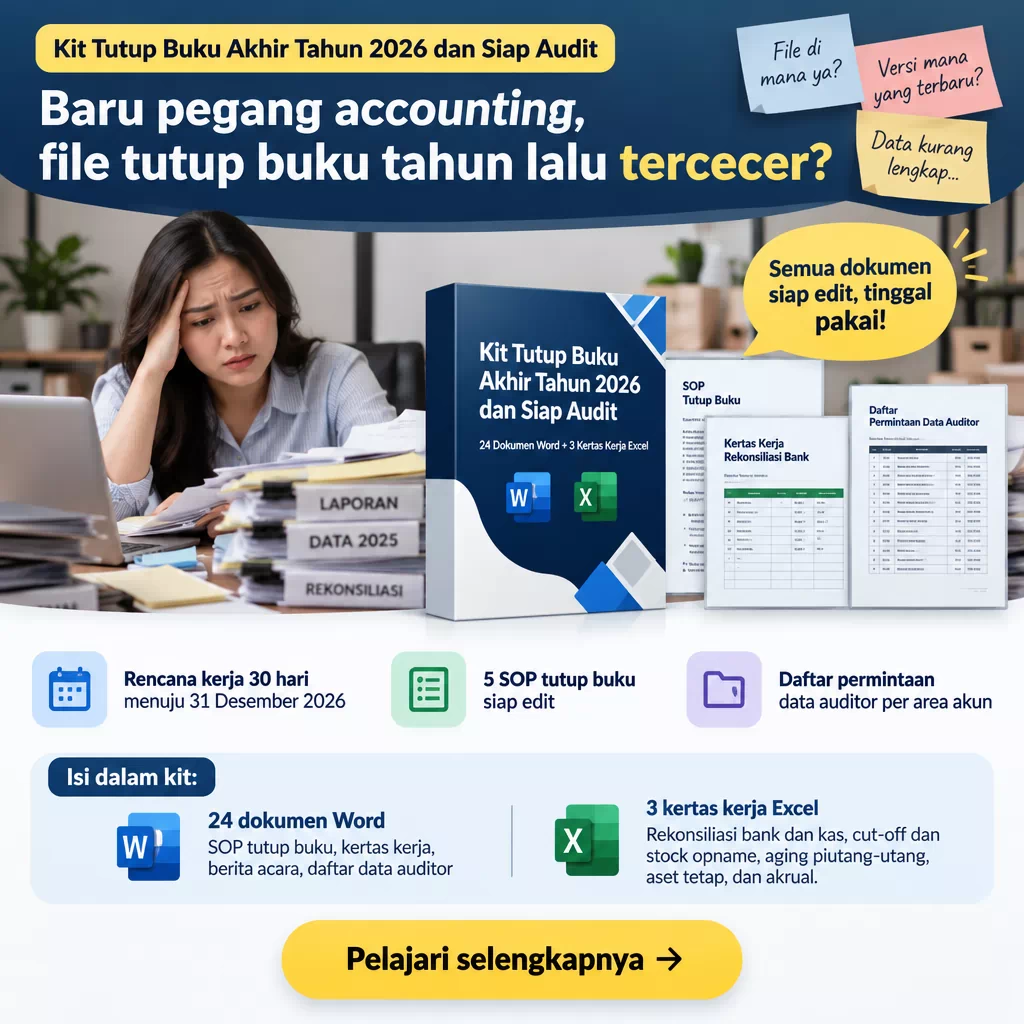 Kit Tutup Buku Akhir Tahun 2026 dan Siap Audit
File di
mana ya?
Versi mana
yang terbaru?
Data kurang
lengkap...
Baru pegang accounting,
file tutup buku tahun lalu tercecer?
Semua dokumen
siap edit, tinggal
pakai!
Kit Tutup Buku
Akhir Tahun 2026
dan Siap Audit
24 Dokumen Word + 3 Kertas Kerja Excel
W
X
SOP
Tutup Buku
Kertas Kerja
Rekonsiliasi Bank
Daftar
Permintaan Data Auditor
LAPORAN
DATA 2025
REKONSILIASI
Rencana kerja 30 hari
menuju 31 Desember 2026
5 SOP tutup buku
siap edit
Daftar permintaan
data auditor per area akun
Isi dalam kit:
W
24 dokumen Word
SOP tutup buku, kertas kerja,
berita acara, daftar data auditor
X
3 kertas kerja Excel
Rekonsiliasi bank dan kas, cut-off dan
stock opname, aging piutang-utang,
aset tetap, dan akrual.
Pelajari selengkapnya →